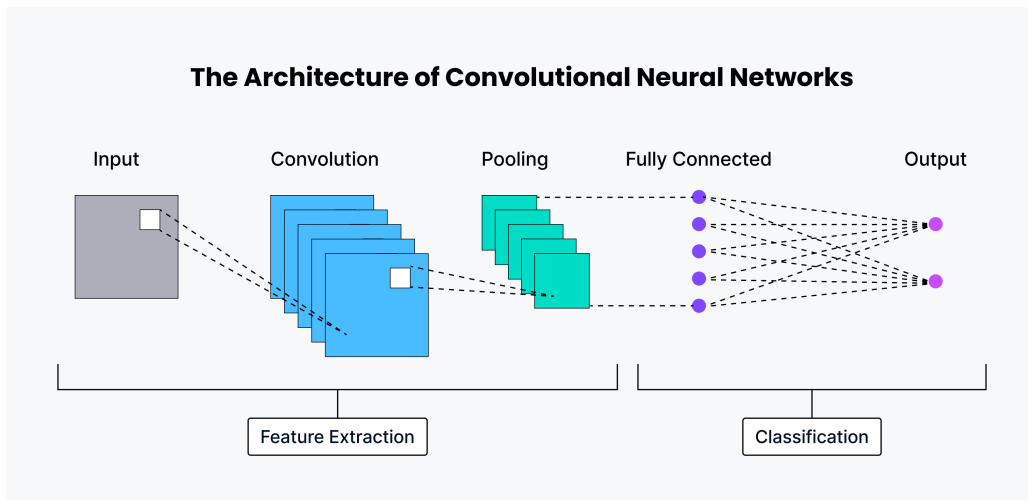 The Architecture of Convolutional Neural Networks
Input
Convolution
Pooling
Fully Connected
Output
Feature Extraction
Classification